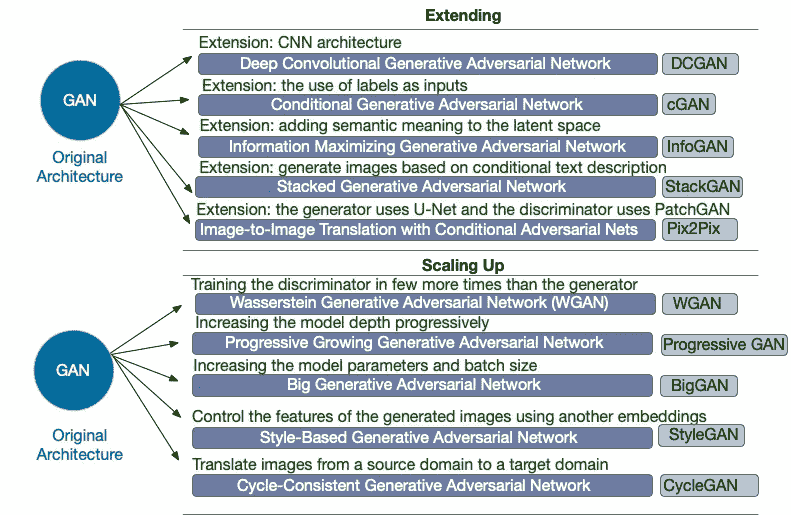 Extending
Extension: CNN architecture
Deep Convolutional Generative Adversarial Network DCGAN
Extension: the use of labels as inputs
GAN
Conditional Generative Adversarial Network cGAN
Extension: adding semantic meaning to the latent space
Information Maximizing Generative Adversarial Network InfoGAN
Original
Architecture
Extension: generate images based on conditional text description
Stacked Generative Adversarial Network StackGAN
Extension: the generator uses U-Net and the discriminator uses PatchGAN
Image-to-Image Translation with Conditional Adversarial Nets Pix2Pix
Scaling Up
Training the discriminator in few more times than the generator
Wasserstein Generative Adversarial Network (WGAN) WGAN
Increasing the model depth progressively
Progressive Growing Generative Adversarial Network Progressive GAN
Increasing the model parameters and batch size
GAN
Big Generative Adversarial Network BigGAN
Control the features of the generated images using another embeddings
Style-Based Generative Adversarial Network StyleGAN
Original
Architecture
Translate images from a source domain to a target domain
Cycle-Consistent Generative Adversarial Network CycleGAN